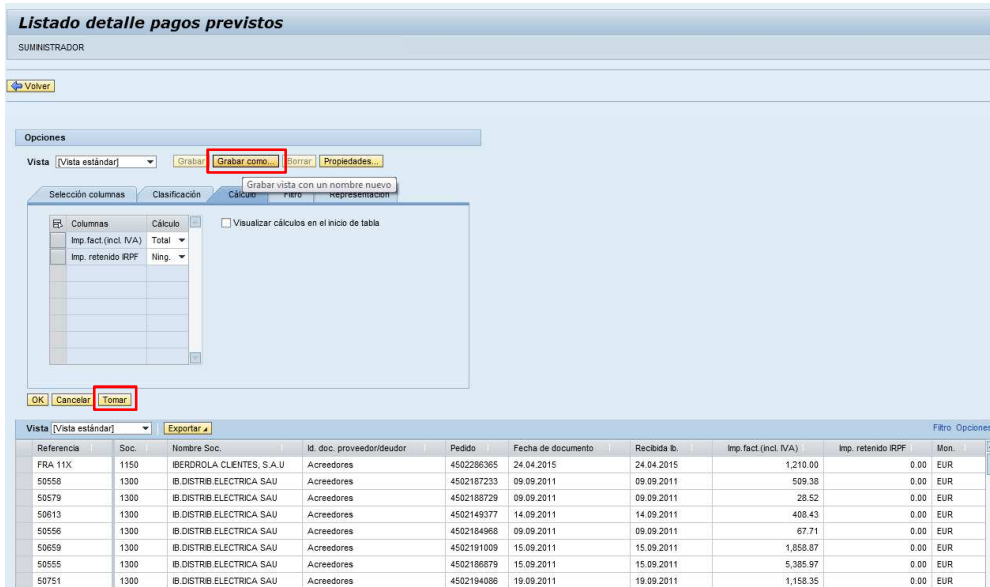 Listado detalle pagos previstos
SUMINISTRADOR
Volver
Opciones
Vista [Vista estándar] Grabar Grabar como... Borrar Propiedades...
Grabar vista con un nombre nuevo
Selección columnas Clasificación Cálculo Filtro Representación
Columnas Cálculo Visualizar cálculos en el inicio de tabla
Imp.fact.(incl. IVA) Total
Imp. retenido IRPF Ning.
OK Cancelar Tomar
Vista [Vista estándar] Exportar Filtro Opciones
Referencia Soc. Nombre Soc. Id. doc. proveedor/deudor Pedido Fecha de documento Recibida Ib. Imp.fact.(incl. IVA) Imp. retenido IRPF Mon.
FRA 11X 1150 IBERDROLA CLIENTES, S.A.U Acreedores 4502286365 24.04.2015 24.04.2015 1,210.00 0.00 EUR
50558 1300 IB.DISTRIB.ELECTRICA SAU Acreedores 4502187233 09.09.2011 09.09.2011 509.38 0.00 EUR
50579 1300 IB.DISTRIB.ELECTRICA SAU Acreedores 4502188729 09.09.2011 09.09.2011 28.52 0.00 EUR
50613 1300 IB.DISTRIB.ELECTRICA SAU Acreedores 4502149377 14.09.2011 14.09.2011 408.43 0.00 EUR
50556 1300 IB.DISTRIB.ELECTRICA SAU Acreedores 4502184968 09.09.2011 09.09.2011 67.71 0.00 EUR
50659 1300 IB.DISTRIB.ELECTRICA SAU Acreedores 4502191009 15.09.2011 15.09.2011 1,858.87 0.00 EUR
50555 1300 IB.DISTRIB.ELECTRICA SAU Acreedores 4502186879 15.09.2011 15.09.2011 5,385.97 0.00 EUR
50751 1300 IB.DISTRIB.ELECTRICA SAU Acreedores 4502194086 19.09.2011 19.09.2011 1,158.35 0.00 EUR